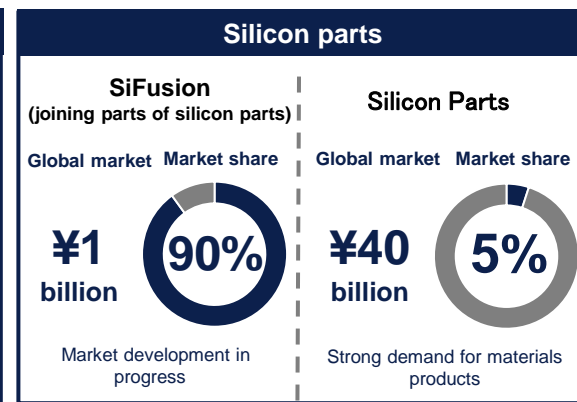 Silicon parts
SiFusion
(joining parts of silicon parts)
Global market Market share
¥1
billion
90%
Market development in
progress
Silicon Parts
Global market Market share
¥40
billion
5%
Strong demand for materials
products